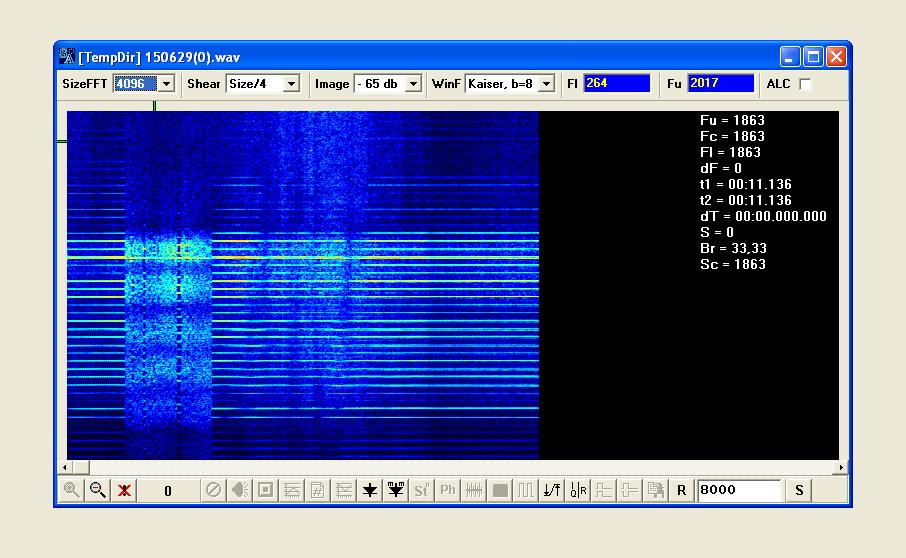 [TempDir] 150629(0).wav
SizeFFT 4096 Shear Size/4 Image - 65 db WinF Kaiser, b=8 Fl 264 Fu 2017 ALC
Fu = 1863
Fc = 1863
Fl = 1863
dF = 0
t1 = 00:11.136
t2 = 00:11.136
dT = 00:00.000.000
S = 0
Br = 33.33
Sc = 1863
0 St Ph R 8000 S